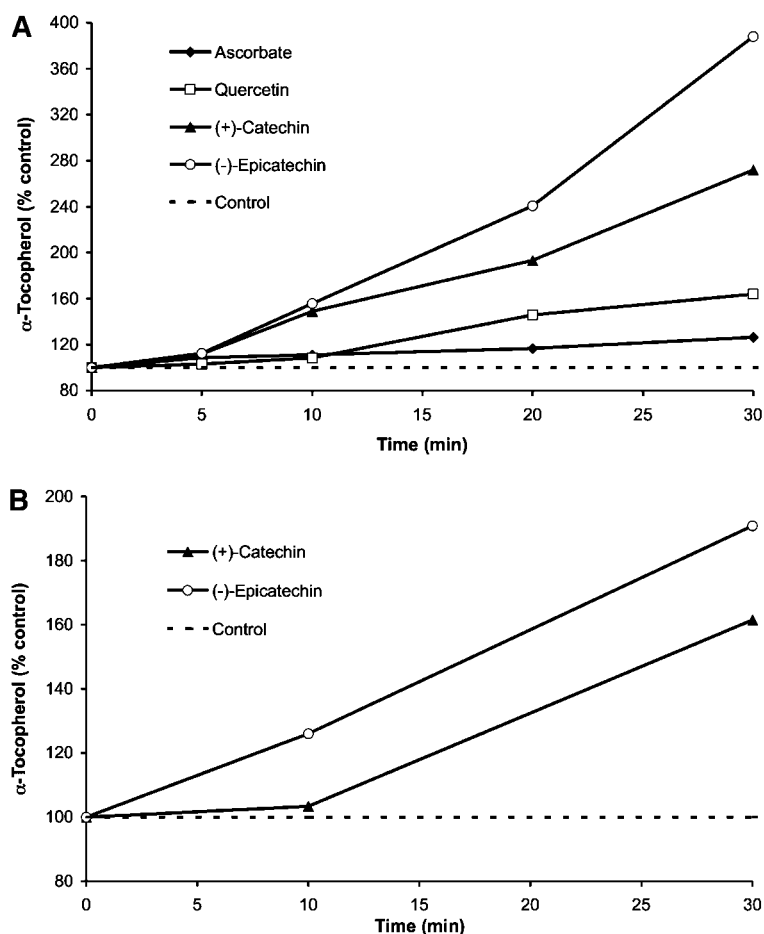 A
α-Tocopherol (% control)
400
360
320
280
240
200
160
120
80
Ascorbate
Quercetin
(+)-Catechin
(-)-Epicatechin
Control
0 5 10 15 20 25 30
Time (min)
B
α-Tocopherol (% control)
200
180
160
140
120
100
80
(+)-Catechin
(-)-Epicatechin
Control
0 5 10 15 20 25 30
Time (min)